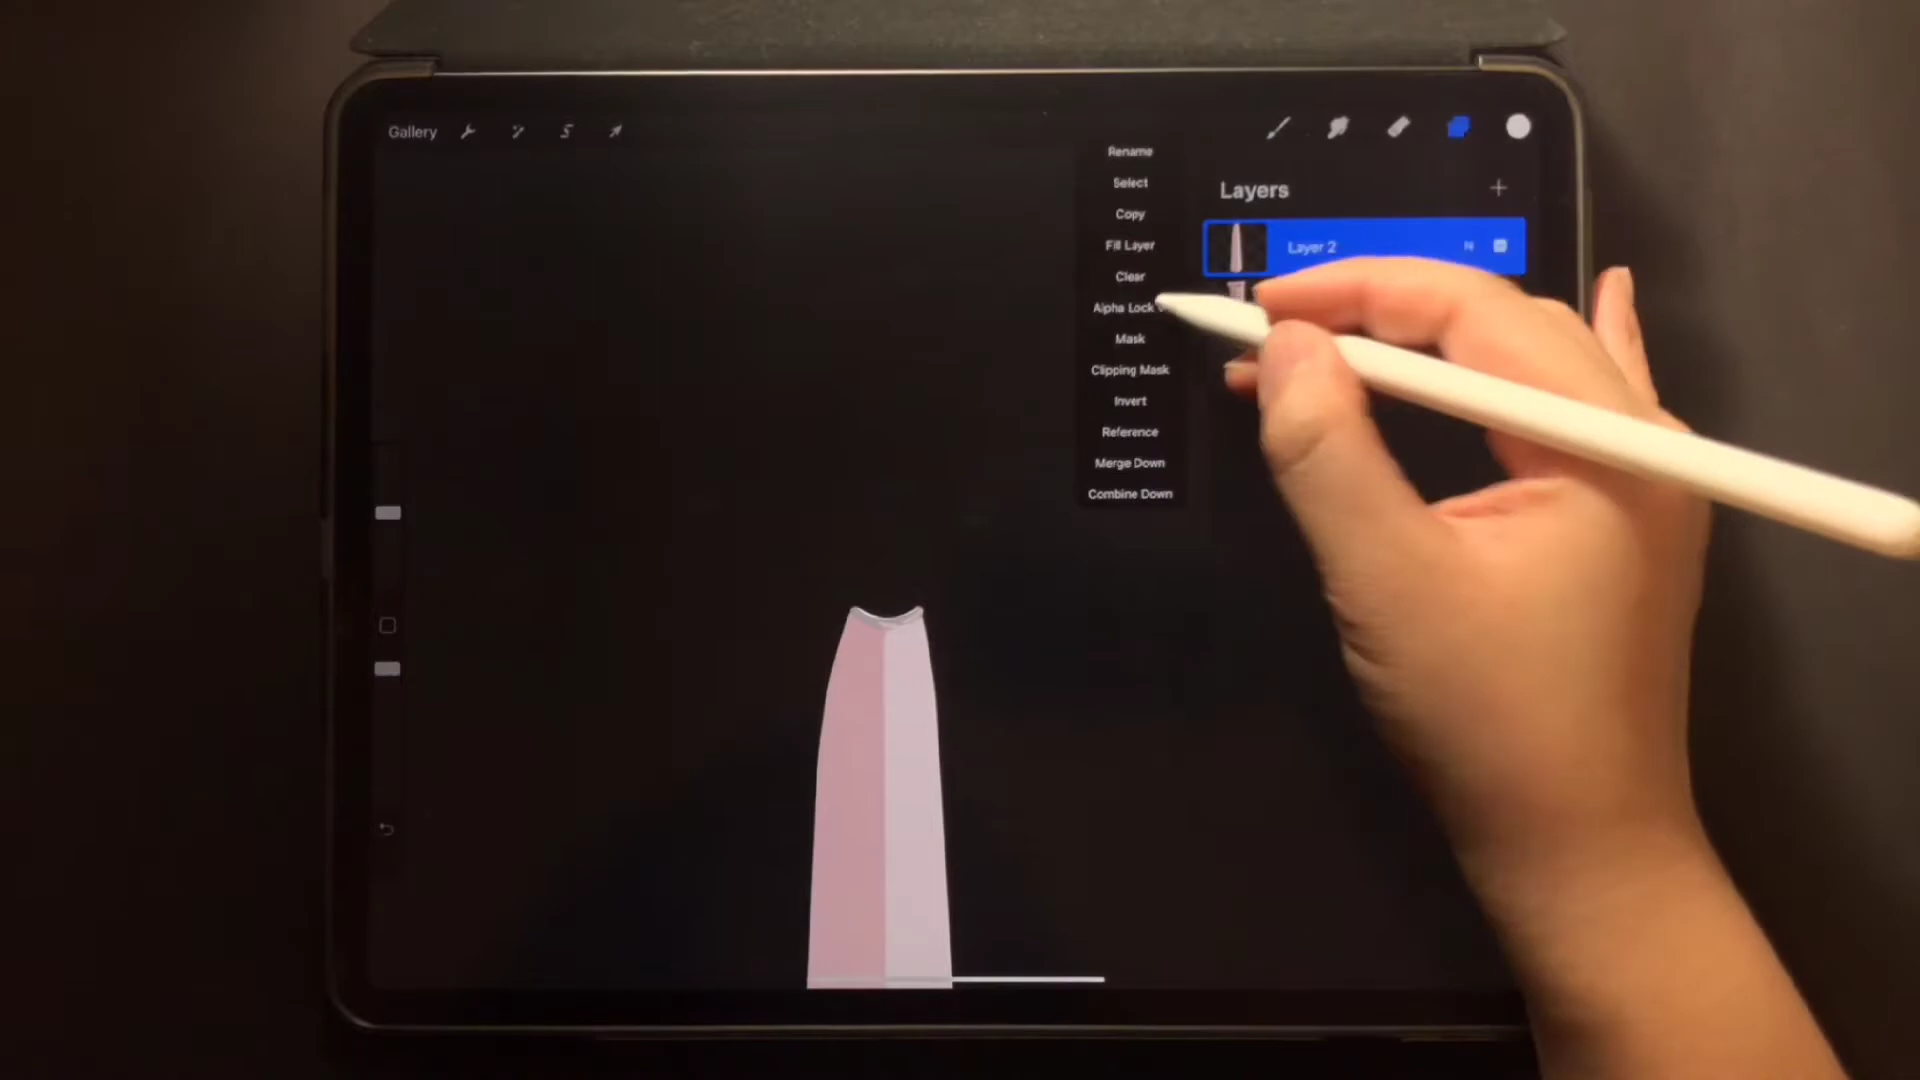 Gallery
Rename
Select
Layers
Copy
Fill Layer
Layer 2
N
Clear
Alpha Lock
Mask
Clipping Mask
Invert
Reference
Merge Down
Combine Down